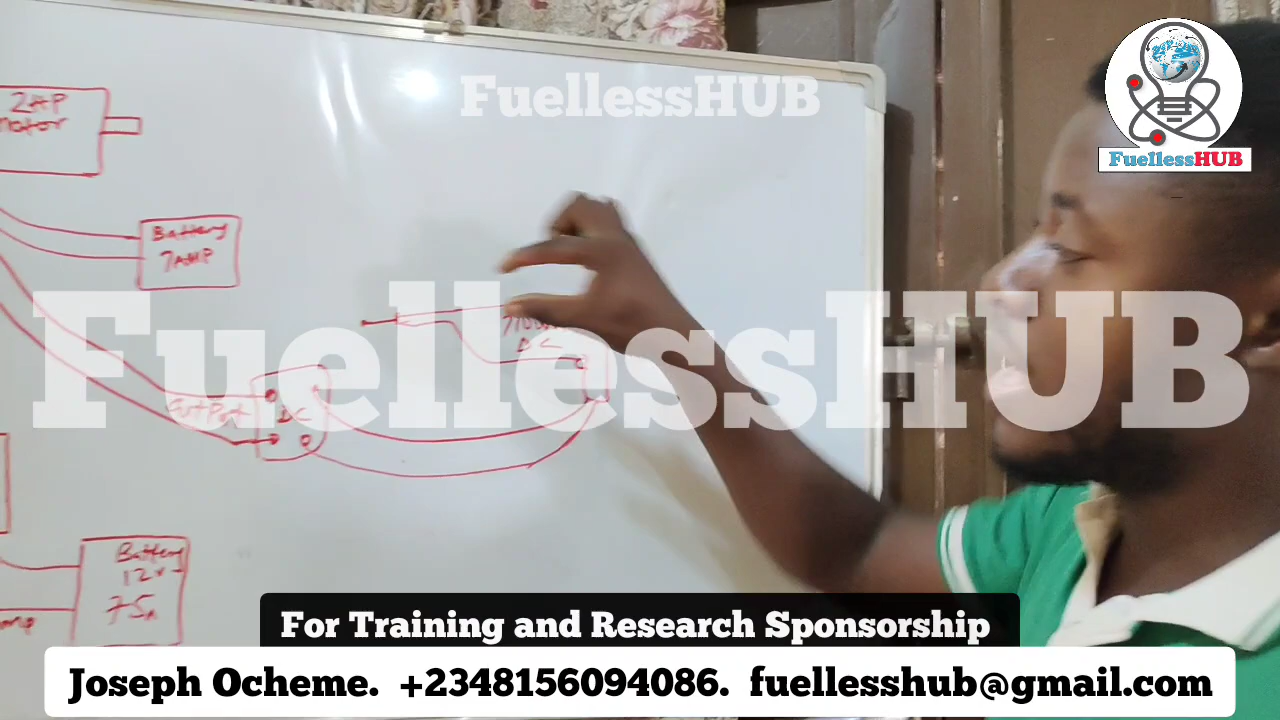 FuellessHUB
FuellessHUB
2HP
motor
Battery
7AMP
FuellessHUB
DC
OutPut
DC
Battery
12v
75A
For Training and Research Sponsorship
Joseph Ocheme. +2348156094086. fuellesshub@gmail.com